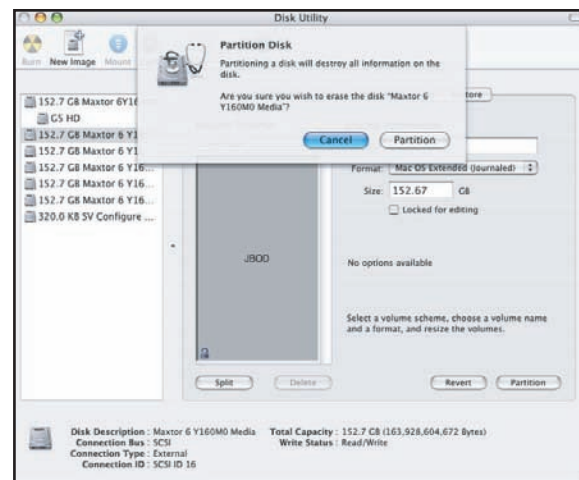 Disk Utility
Burn New Image Mount
Partition Disk
Partitioning a disk will destroy all information on the
disk.
Are you sure you wish to erase the disk "Maxtor 6
Y160M0 Media"?
Cancel Partition
152.7 GB Maxtor 6Y16
G5 HD
152.7 GB Maxtor 6 Y1
152.7 GB Maxtor 6 Y1
152.7 GB Maxtor 6 Y16...
152.7 GB Maxtor 6 Y16...
152.7 GB Maxtor 6 Y16...
320.0 KB SV Configure ...
Format: Mac OS Extended (Journaled)
Size: 152.67 GB
Locked for editing
JBOD
No options available
Select a volume scheme, choose a volume name
and a format, and resize the volumes.
Split Delete Revert Partition
Disk Description : Maxtor 6 Y160M0 Media Total Capacity : 152.7 GB (163,928,604,672 Bytes)
Connection Bus : SCSI Write Status : Read/Write
Connection Type : External
Connection ID : SCSI ID 16